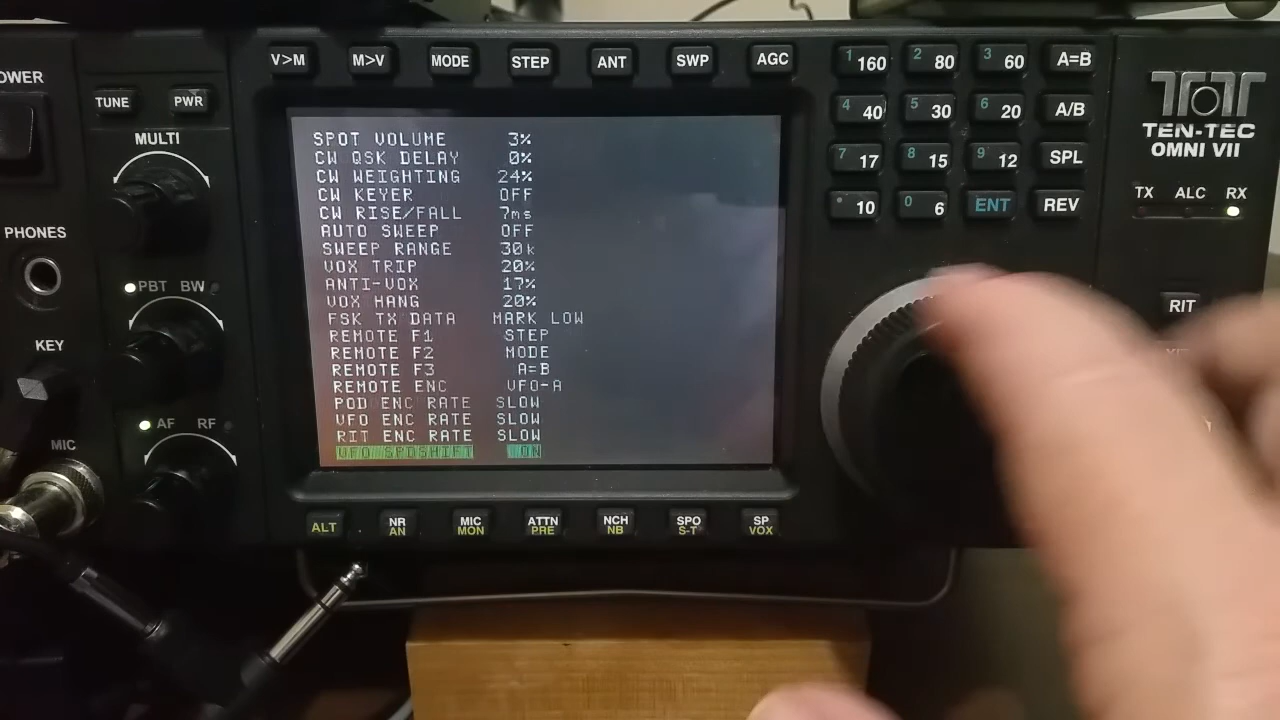 OWER
TUNE
PWR
MULTI
PHONES
PBT BW
KEY
AF RF
MIC
V>M
M>V
MODE
STEP
ANT
SWP
AGC
SPOT VOLUME 3%
CW QSK DELAY 0%
CW WEIGHTING 24%
CW KEYER OFF
CW RISE/FALL 7ms
AUTO SWEEP OFF
SWEEP RANGE 30k
VOX TRIP 20%
ANTI-VOX 17%
VOX HANG 20%
FSK TX DATA MARK LOW
REMOTE F1 STEP
REMOTE F2 MODE
REMOTE F3 A=B
REMOTE ENC VFO-A
POD ENC RATE SLOW
VFO ENC RATE SLOW
RIT ENC RATE SLOW
VFO SPDSHIFT ON
ALT
NR
AN
MIC
MON
ATTN
PRE
NCH
NB
SPO
S-T
SP
VOX
1 160
2 80
3 60
A=B
4 40
5 30
6 20
A/B
7 17
8 15
9 12
SPL
10
0 6
ENT
REV
TEN-TEC
OMNI VII
TX ALC RX
RIT